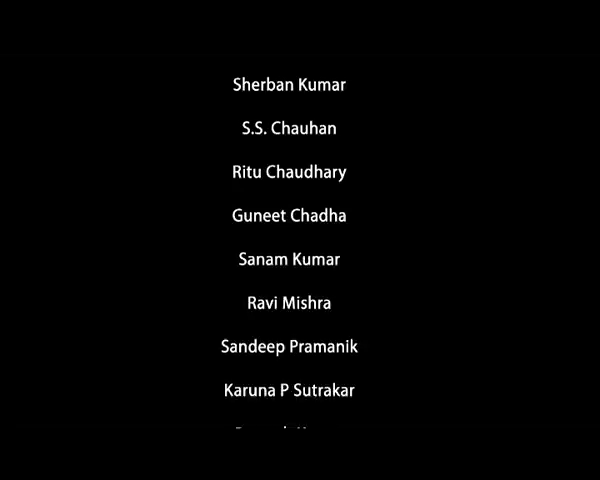 Sherban Kumar
S.S. Chauhan
Ritu Chaudhary
Guneet Chadha
Sanam Kumar
Ravi Mishra
Sandeep Pramanik
Karuna P Sutrakar